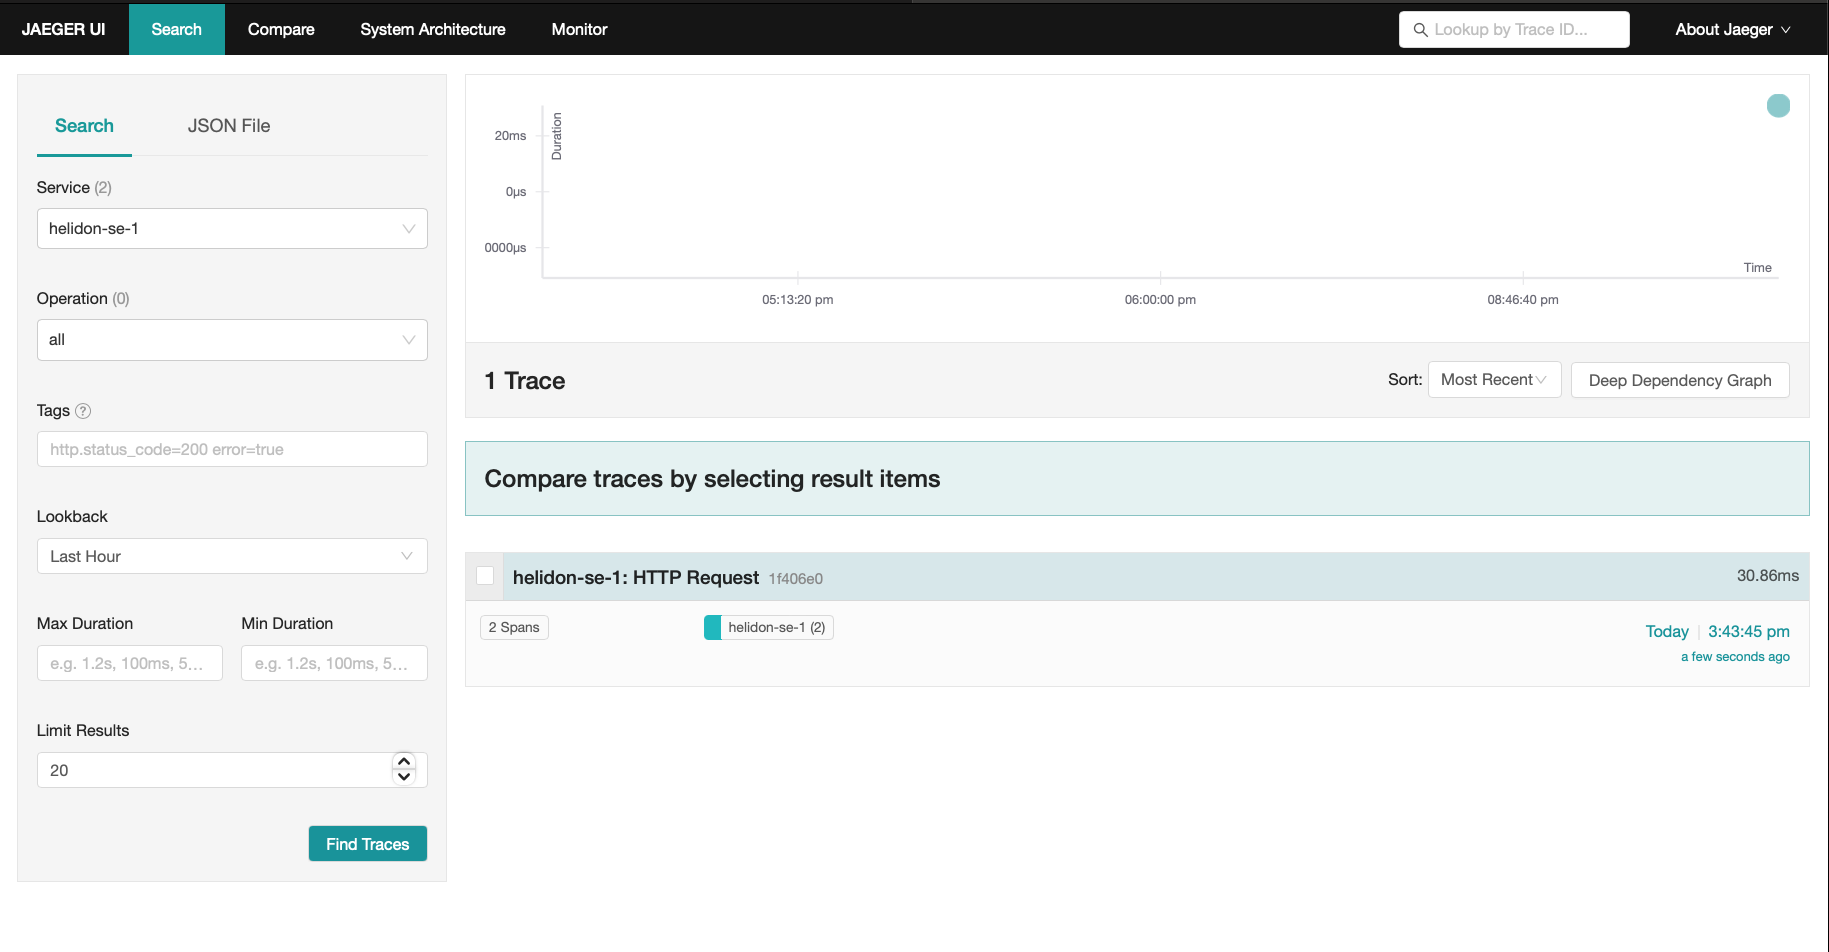 JAEGER UI Search Compare System Architecture Monitor Lookup by Trace ID... About Jaeger
Search JSON File
Service (2)
helidon-se-1
Operation (0)
all
Tags ?
http.status_code=200 error=true
Lookback
Last Hour
Max Duration Min Duration
e.g. 1.2s, 100ms, 5... e.g. 1.2s, 100ms, 5...
Limit Results
20
Find Traces
Duration
20ms
0μs
0000μs
Time
05:13:20 pm 06:00:00 pm 08:46:40 pm
1 Trace Sort: Most Recent Deep Dependency Graph
Compare traces by selecting result items
helidon-se-1: HTTP Request 1f406e0 30.86ms
2 Spans helidon-se-1 (2) Today | 3:43:45 pm
a few seconds ago